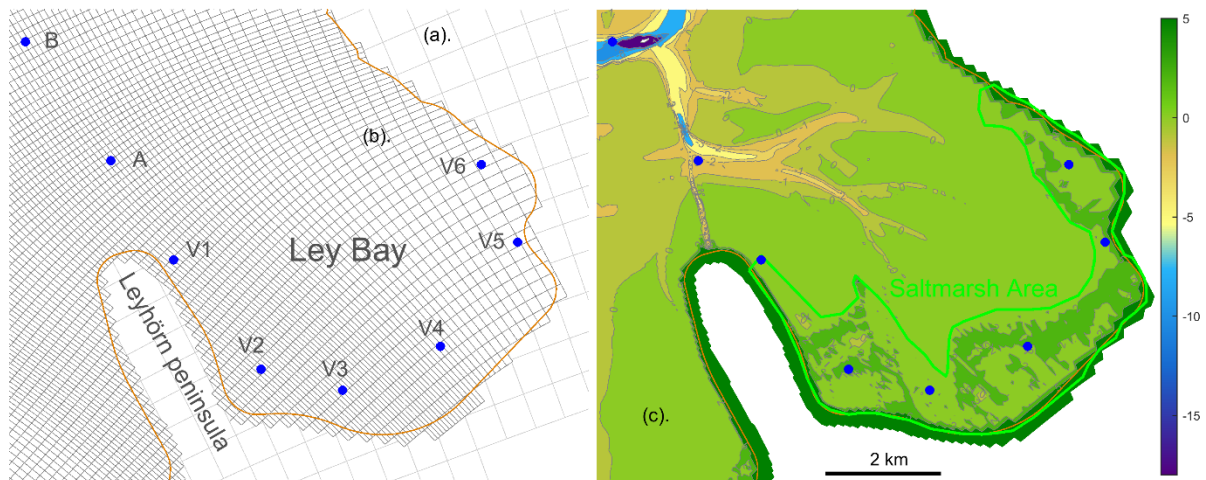 (a).
B
(b).
A
V6
V5
V1
Ley Bay
Leyhörn peninsula
V4
V2
V3
Saltmarsh Area
(c).
2 km
5
0
-5
-10
-15